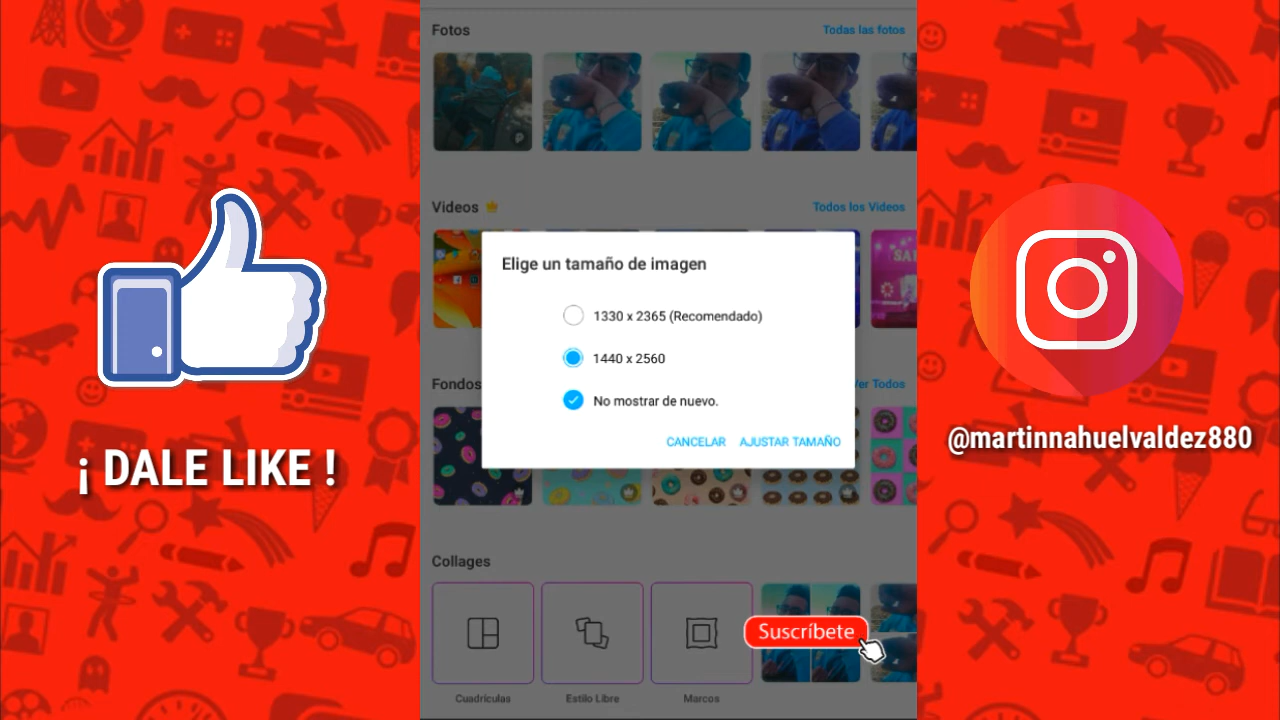 Fotos
Todas las fotos
Videos
Todos los Videos
Elige un tamaño de imagen
1330 x 2365 (Recomendado)
1440 x 2560
No mostrar de nuevo.
CANCELAR AJUSTAR TAMAÑO
Fondos
Ver Todos
¡ DALE LIKE !
@martinnahuelvaldez880
Collages
Suscríbete
Cuadrículas
Estilo Libre
Marcos